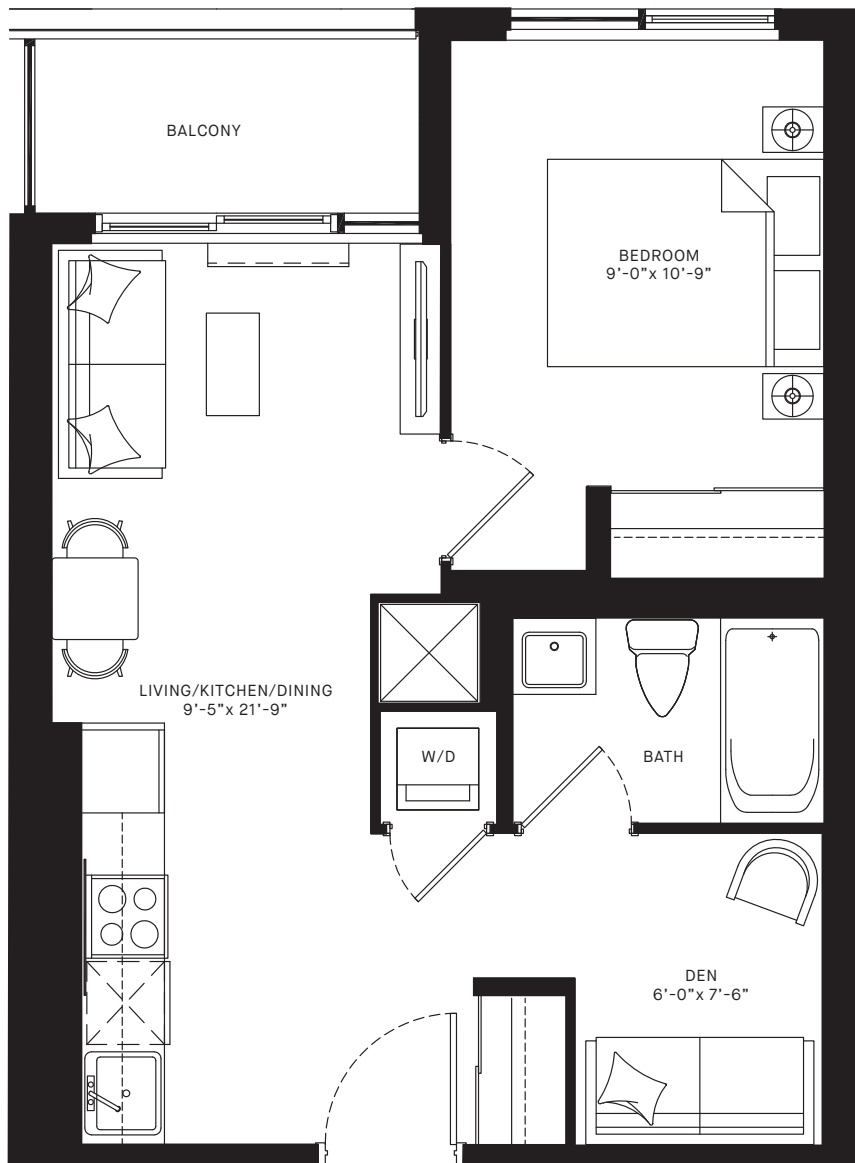 BALCONY
BEDROOM
9’-0”x 10’-9”
LIVING/KITCHEN/DINING
9’-5”x 21’-9”
W/D
BATH
DEN
6’-0”x 7’-6”